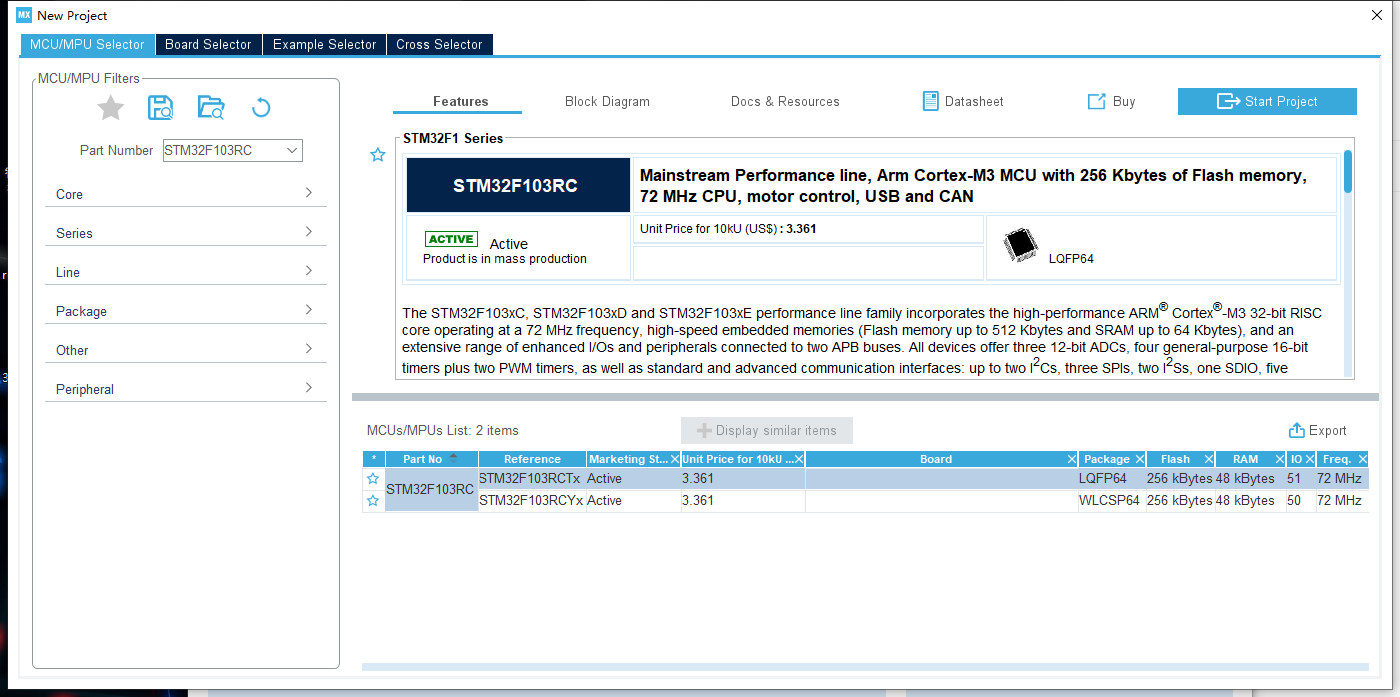 MX New Project
MCU/MPU Selector Board Selector Example Selector Cross Selector
MCU/MPU Filters
Part Number STM32F103RC
Core
Series
Line
Package
Other
Peripheral
Features Block Diagram Docs & Resources Datasheet Buy Start Project
STM32F1 Series
STM32F103RC
Mainstream Performance line, Arm Cortex-M3 MCU with 256 Kbytes of Flash memory,
72 MHz CPU, motor control, USB and CAN
ACTIVE Active
Product is in mass production
Unit Price for 10kU (US$) : 3.361
LQFP64
The STM32F103xC, STM32F103xD and STM32F103xE performance line family incorporates the high-performance ARM® Cortex®-M3 32-bit RISC
core operating at a 72 MHz frequency, high-speed embedded memories (Flash memory up to 512 Kbytes and SRAM up to 64 Kbytes), and an
extensive range of enhanced I/Os and peripherals connected to two APB buses. All devices offer three 12-bit ADCs, four general-purpose 16-bit
timers plus two PWM timers, as well as standard and advanced communication interfaces: up to two I²Cs, three SPIs, two I²Ss, one SDIO, five
MCUs/MPUs List: 2 items
Display similar items
Export
* Part No Reference Marketing St... Unit Price for 10kU ... Board Package Flash RAM IO Freq.
STM32F103RC
STM32F103RCTx Active 3.361 LQFP64 256 kBytes 48 kBytes 51 72 MHz
STM32F103RCYx Active 3.361 WLCSP64 256 kBytes 48 kBytes 50 72 MHz